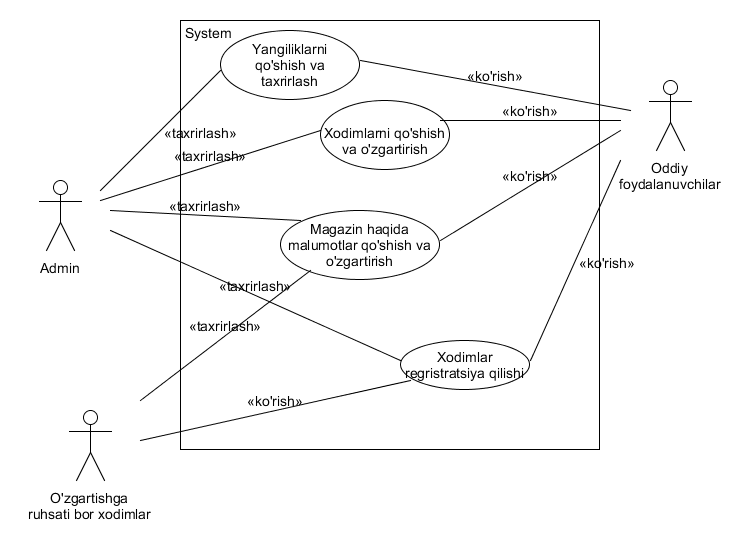 System
Yangiliklarni
qo'shish va
taxrirlash
«ko'rish»
«ko'rish»
Xodimlarni qo'shish
va o'zgartirish
«taxrirlash»
«taxrirlash»
«ko'rish»
Oddiy
foydalanuvchilar
«taxrirlash»
Magazin haqida
malumotlar qo'shish va
o'zgartirish
Admin
«ko'rish»
«taxrirlash»
«taxrirlash»
Xodimlar
regristratsiya qilishi
«ko'rish»
O'zgartishga
ruhsati bor xodimlar